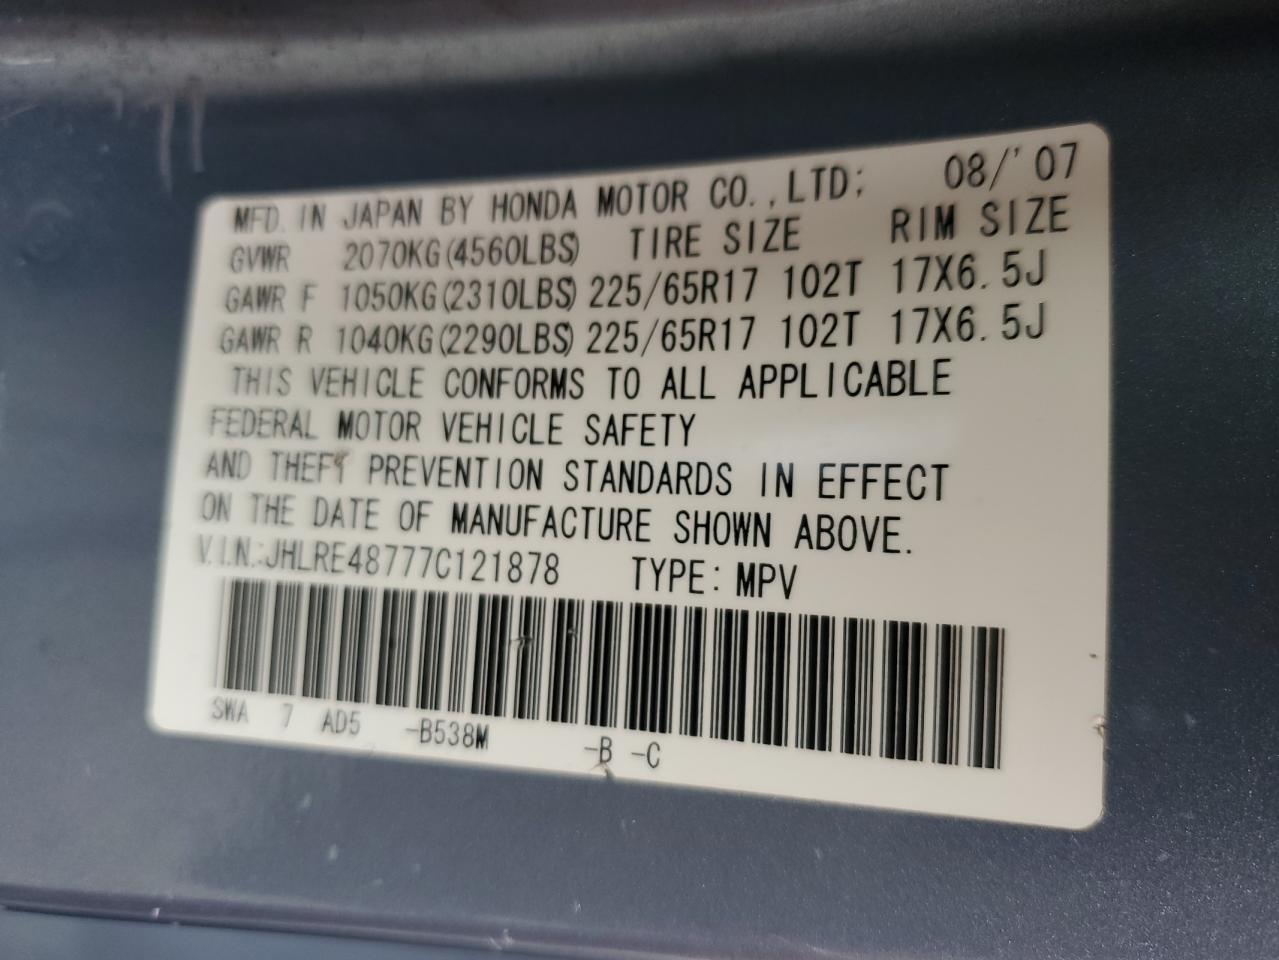 MFD. IN JAPAN BY HONDA MOTOR CO.,LTD; 08/'07
GVWR 2070KG(4560LBS) TIRE SIZE RIM SIZE
GAWR F 1050KG(2310LBS) 225/65R17 102T 17X6.5J
GAWR R 1040KG(2290LBS) 225/65R17 102T 17X6.5J
THIS VEHICLE CONFORMS TO ALL APPLICABLE
FEDERAL MOTOR VEHICLE SAFETY
AND THEFT PREVENTION STANDARDS IN EFFECT
ON THE DATE OF MANUFACTURE SHOWN ABOVE.
V.I.N.:JHLRE48777C121878 TYPE:MPV
SWA 7 AD5 -B538M -B -C